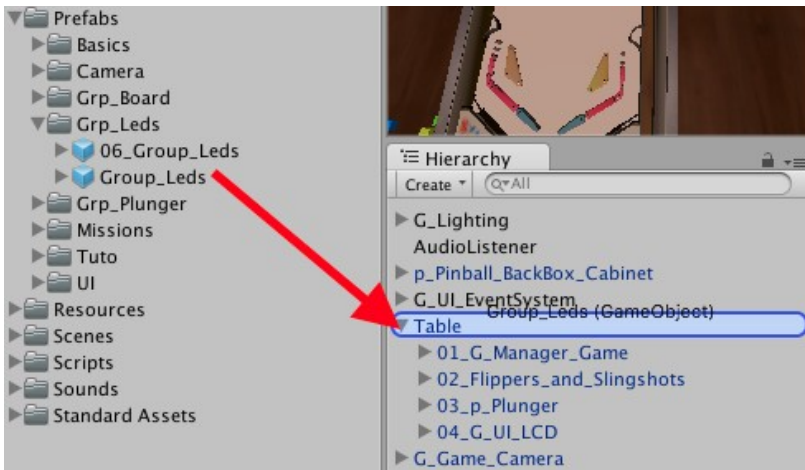 Prefabs
Basics
Camera
Grp_Board
Grp_Leds
06_Group_Leds
Group_Leds
Grp_Plunger
Missions
Tuto
UI
Resources
Scenes
Scripts
Sounds
Standard Assets
Hierarchy
Create
All
G_Lighting
AudioListener
p_Pinball_BackBox_Cabinet
G_UI_EventSystem
Group_Leds (GameObject)
Table
01_G_Manager_Game
02_Flippers_and_Slingshots
03_p_Plunger
04_G_UI_LCD
G_Game_Camera